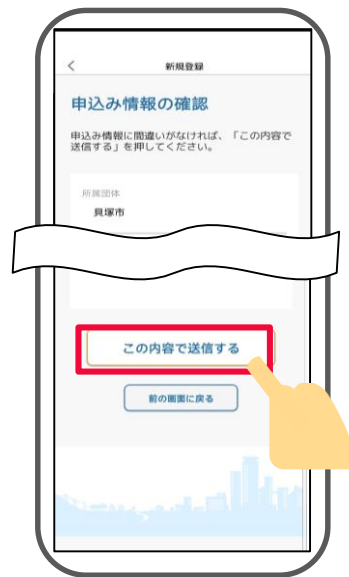 新規登録
申込み情報の確認
申込み情報に間違いがなければ、「この内容で
送信する」を押してください。
所属団体
貝塚市
この内容で送信する
前の画面に戻る